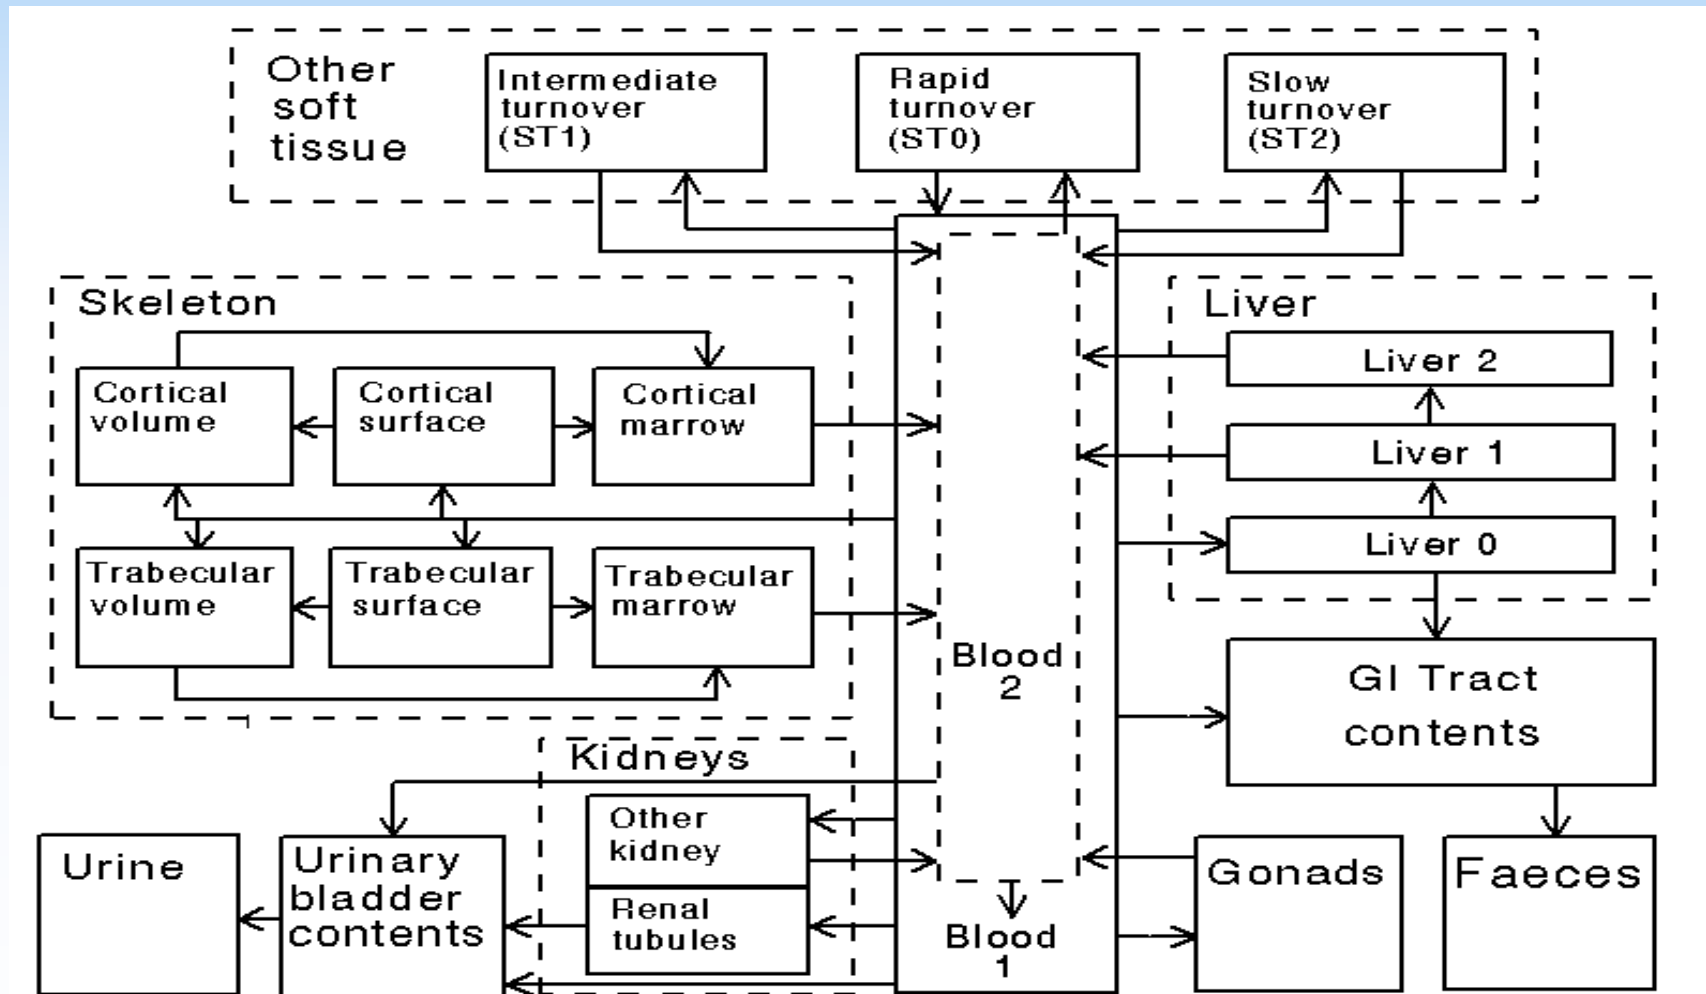 Other
soft
tissue
Intermediate
turnover
(ST1)
Rapid
turnover
(ST0)
Slow
turnover
(ST2)
Skeleton
Cortical
volume
Cortical
surface
Cortical
marrow
Trabecular
volume
Trabecular
surface
Trabecular
marrow
Blood
2
Blood
1
Liver
Liver 2
Liver 1
Liver 0
GI Tract
contents
Kidneys
Other
kidney
Renal
tubules
Urine
Urinary
bladder
contents
Gonads
Faeces